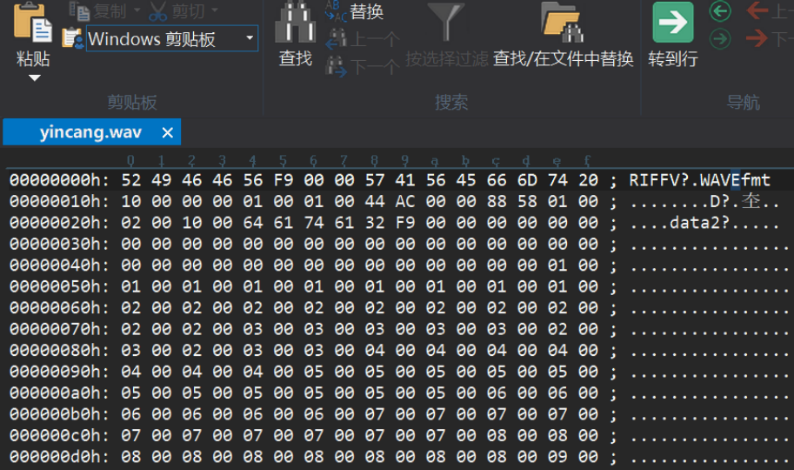 粘贴
复制
剪切
Windows 剪贴板
剪贴板
查找
替换
上一个
下一个
按选择过滤
查找/在文件中替换
搜索
转到行
上一
下一
导航
yincang.wav ×
0 1 2 3 4 5 6 7 8 9 a b c d e f
00000000h: 52 49 46 46 56 F9 00 00 57 41 56 45 66 6D 74 20 ; RIFFV?.WAVEfmt
00000010h: 10 00 00 00 01 00 01 00 44 AC 00 00 88 58 01 00 ; ........D?.圶..
00000020h: 02 00 10 00 64 61 74 61 32 F9 00 00 00 00 00 00 ; ....data2?.....
00000030h: 00 00 00 00 00 00 00 00 00 00 00 00 00 00 00 00 ; ...............
00000040h: 00 00 00 00 00 00 00 00 00 00 00 00 00 00 01 00 ; ...............
00000050h: 01 00 01 00 01 00 01 00 01 00 01 00 01 00 01 00 ; ...............
00000060h: 02 00 02 00 02 00 02 00 02 00 02 00 02 00 02 00 ; ...............
00000070h: 02 00 02 00 03 00 03 00 03 00 03 00 03 00 02 00 ; ...............
00000080h: 03 00 02 00 03 00 03 00 04 00 04 00 04 00 04 00 ; ...............
00000090h: 04 00 04 00 04 00 05 00 05 00 05 00 05 00 05 00 ; ...............
000000a0h: 05 00 05 00 05 00 05 00 05 00 05 00 06 00 06 00 ; ...............
000000b0h: 06 00 06 00 06 00 06 00 07 00 07 00 07 00 07 00 ; ...............
000000c0h: 07 00 07 00 07 00 07 00 07 00 07 00 08 00 08 00 ; ...............
000000d0h: 08 00 08 00 08 00 08 00 08 00 08 00 08 00 09 00 ; ...............